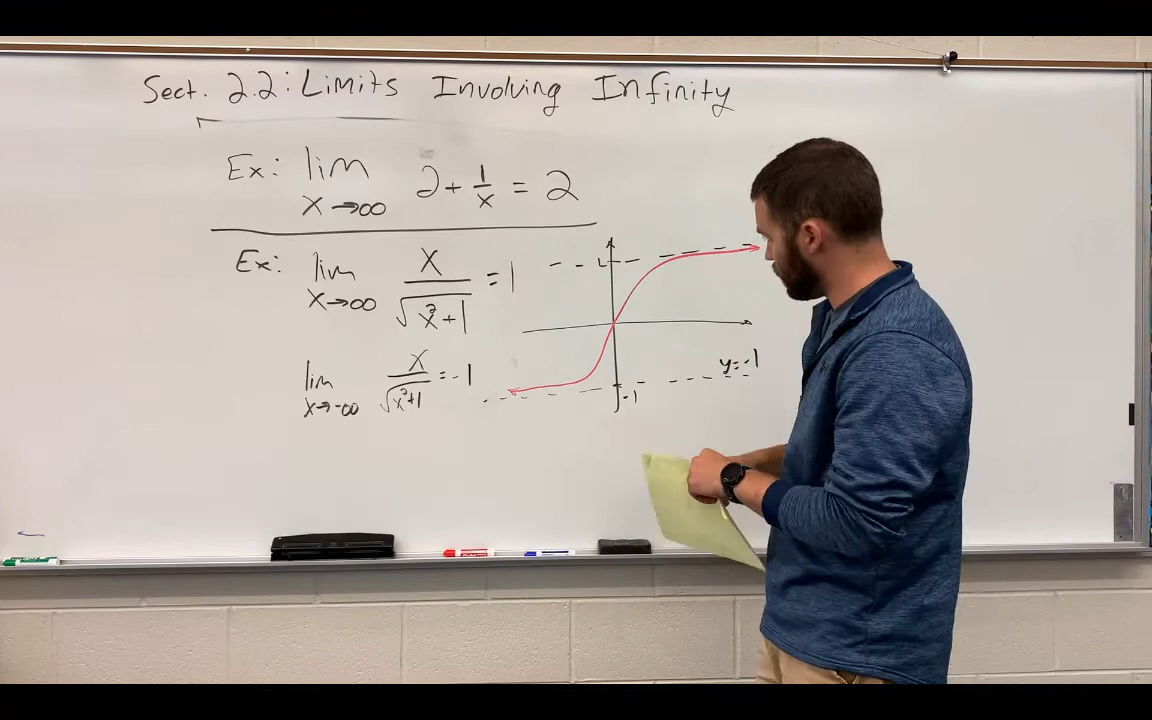 Sect. 2.2: Limits Involving Infinity
Ex: lim x→∞ 2 + 1/x = 2
Ex: lim x→∞ x/√(x²+1) = 1
lim x→-∞ x/√(x²+1) = -1
1
y=-1
-1